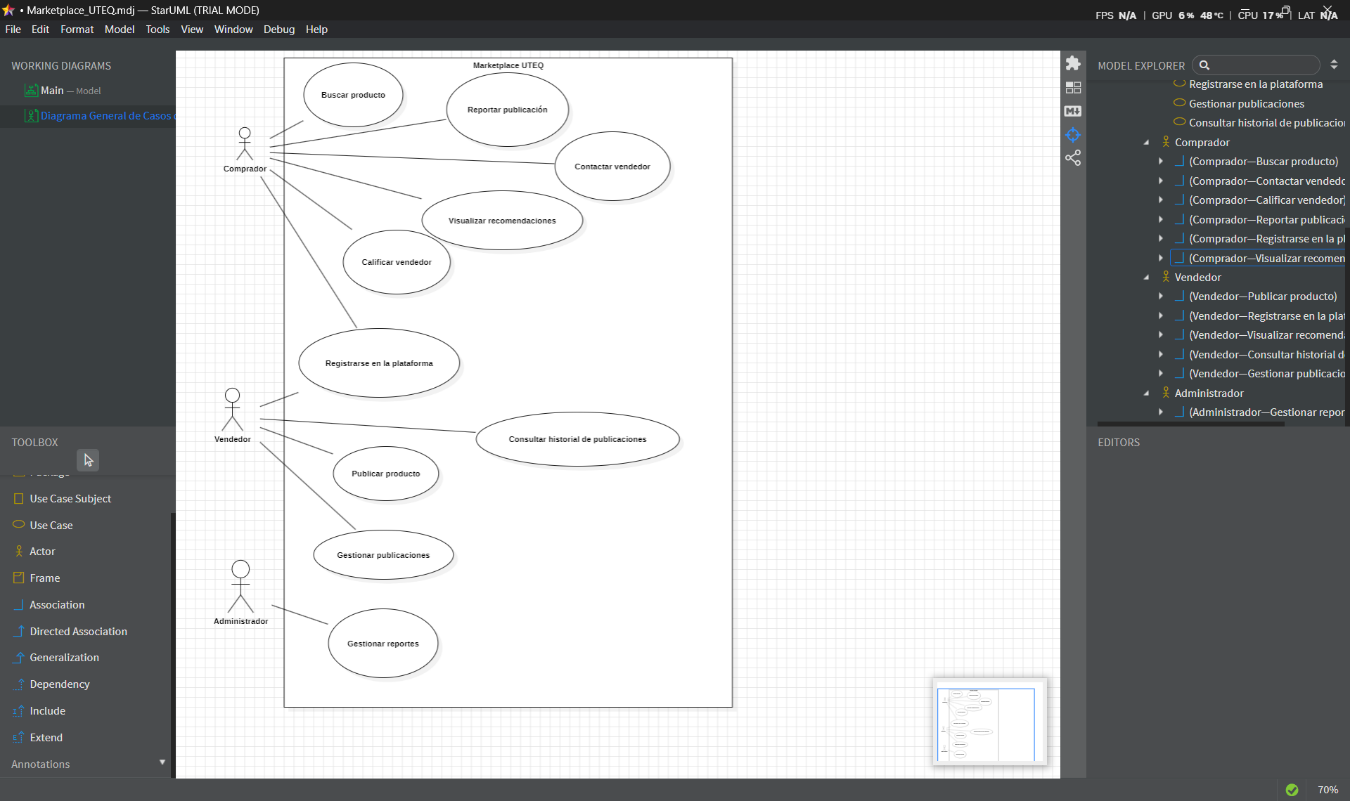 • Marketplace_UTEQ.mdj — StarUML (TRIAL MODE)
FPS N/A | GPU 6 % 48 °C | CPU 17 % | LAT N/A
File Edit Format Model Tools View Window Debug Help
WORKING DIAGRAMS
Main — Model
Diagrama General de Casos
TOOLBOX
Use Case Subject
Use Case
Actor
Frame
Association
Directed Association
Generalization
Dependency
Include
Extend
Annotations
Marketplace UTEQ
Buscar producto
Reportar publicación
Comprador
Contactar vendedor
Visualizar recomendaciones
Calificar vendedor
Registrarse en la plataforma
Vendedor
Consultar historial de publicaciones
Publicar producto
Gestionar publicaciones
Administrador
Gestionar reportes
M↓
MODEL EXPLORER
Registrarse en la plataforma
Gestionar publicaciones
Consultar historial de publicacion
Comprador
(Comprador—Buscar producto)
(Comprador—Contactar vendedo
(Comprador—Calificar vendedor)
(Comprador—Reportar publicaci
(Comprador—Registrarse en la pl
(Comprador—Visualizar recomen
Vendedor
(Vendedor—Publicar producto)
(Vendedor—Registrarse en la plat
(Vendedor—Visualizar recomenda
(Vendedor—Consultar historial d
(Vendedor—Gestionar publicacio
Administrador
(Administrador—Gestionar repor
EDITORS
70%